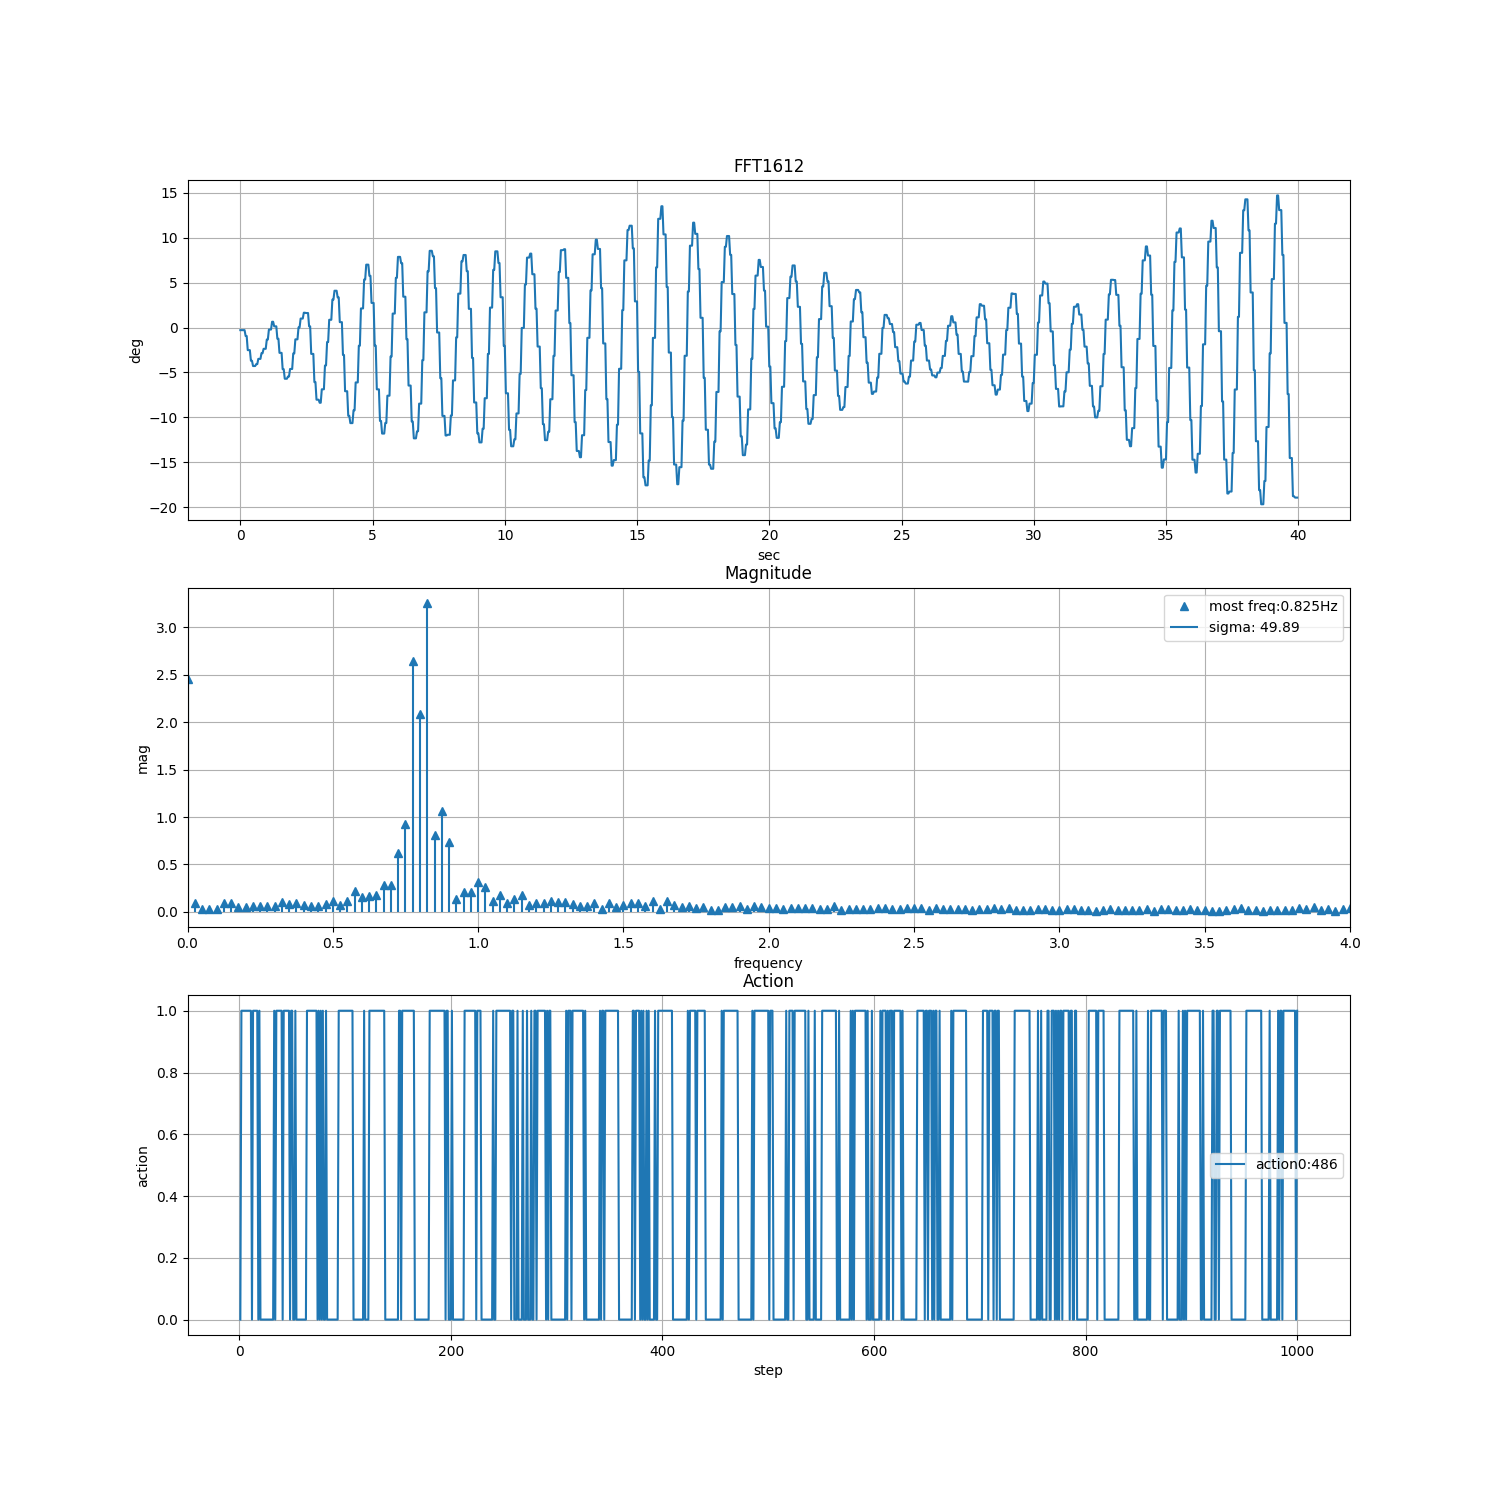 FFT1612
15
10
5
0
−5
−10
−15
−20
deg
0 5 10 15 20 25 30 35 40
sec
Magnitude
most freq:0.825Hz
sigma: 49.89
3.0
2.5
2.0
1.5
1.0
0.5
0.0
mag
0.0 0.5 1.0 1.5 2.0 2.5 3.0 3.5 4.0
frequency
Action
1.0
0.8
0.6
0.4
0.2
0.0
action
action0:486
0 200 400 600 800 1000
step